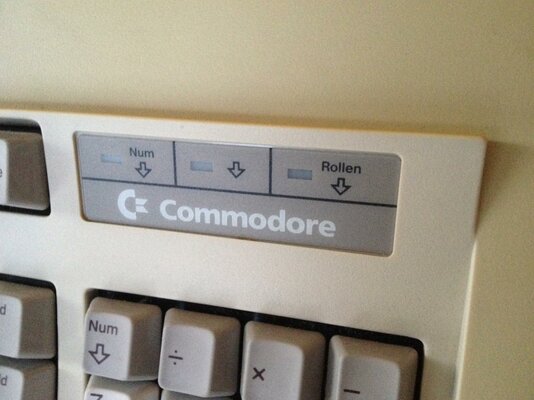 Num
Rollen
Commodore
Num
÷ × −